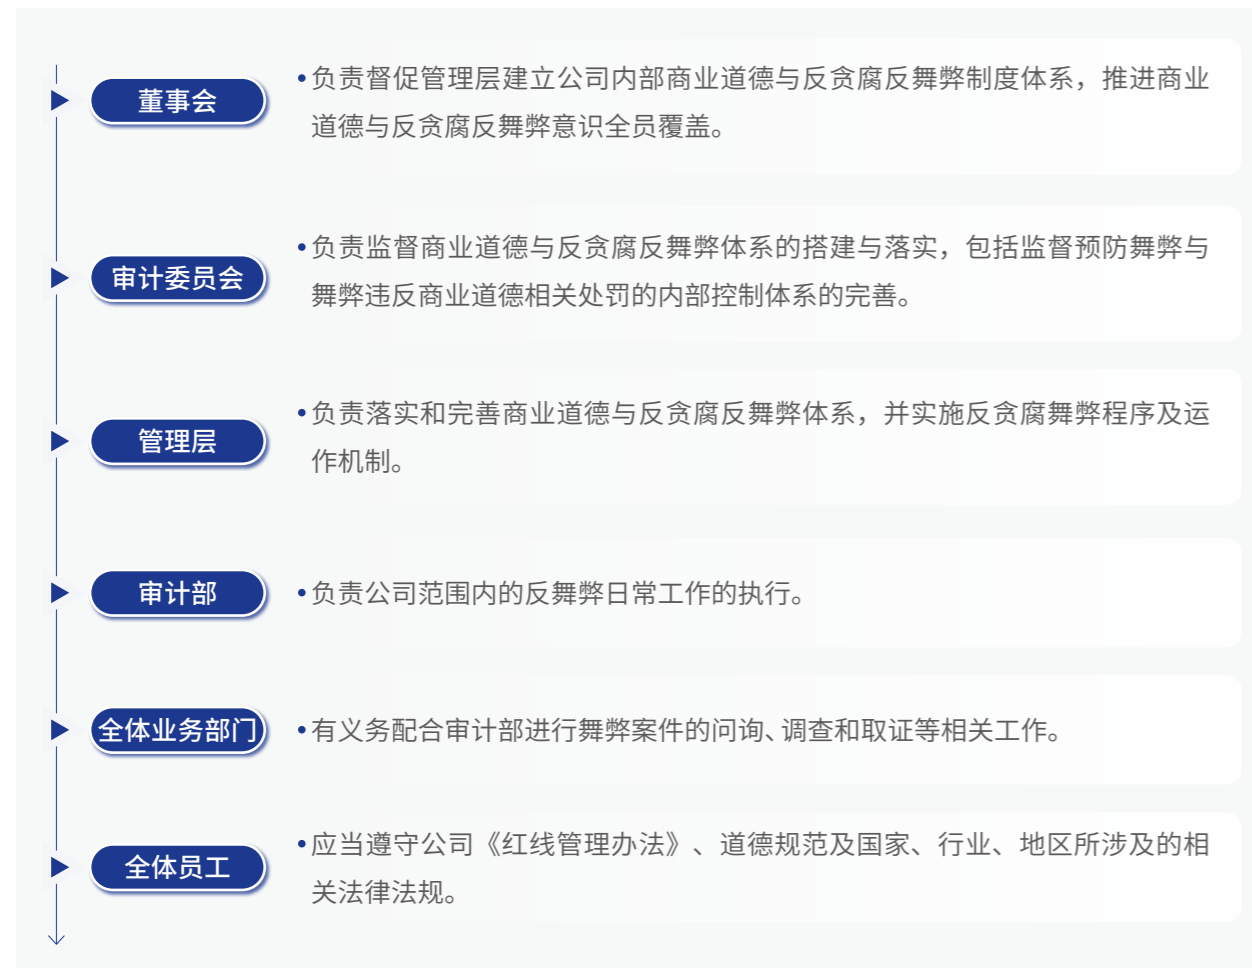 董事会
•负责督促管理层建立公司内部商业道德与反贪腐反舞弊制度体系，推进商业
道德与反贪腐反舞弊意识全员覆盖。
审计委员会
•负责监督商业道德与反贪腐反舞弊体系的搭建与落实，包括监督预防舞弊与
舞弊违反商业道德相关处罚的内部控制体系的完善。
管理层
•负责落实和完善商业道德与反贪腐反舞弊体系，并实施反贪腐舞弊程序及运
作机制。
审计部
•负责公司范围内的反舞弊日常工作的执行。
全体业务部门
•有义务配合审计部进行舞弊案件的问询、调查和取证等相关工作。
全体员工
•应当遵守公司《红线管理办法》、道德规范及国家、行业、地区所涉及的相
关法律法规。